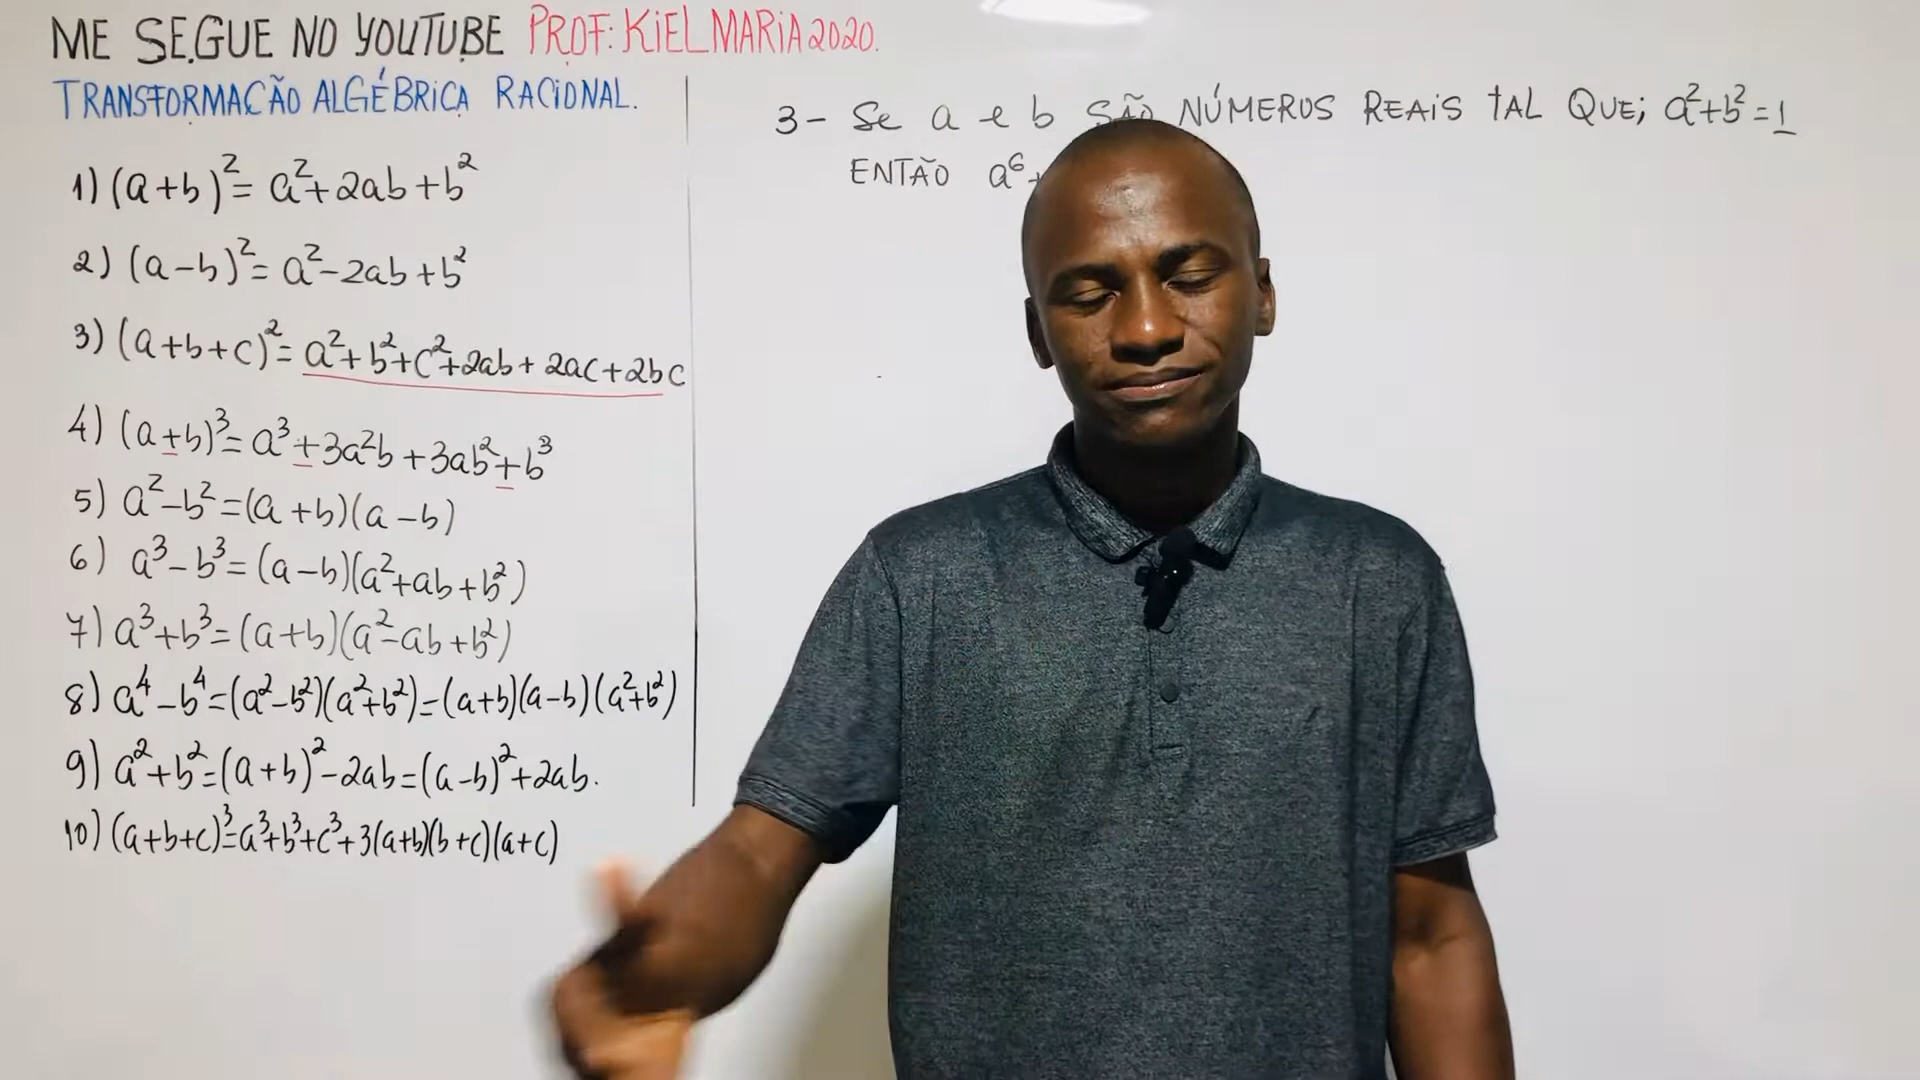 ME SEGUE NO YOUTUBE PROF: KIEL MARIA 2020.
TRANSFORMAÇÃO ALGÉBRICA RACIONAL.
1) (a+b)² = a²+2ab+b²
2) (a-b)² = a²-2ab+b²
3) (a+b+c)² = a²+b²+c²+2ab+2ac+2bc
4) (a+b)³ = a³+3a²b+3ab²+b³
5) a²-b² = (a+b)(a-b)
6) a³-b³ = (a-b)(a²+ab+b²)
7) a³+b³ = (a+b)(a²-ab+b²)
8) a⁴-b⁴ = (a²-b²)(a²+b²) = (a+b)(a-b)(a²+b²)
9) a²+b² = (a+b)²-2ab = (a-b)²+2ab.
10) (a+b+c)³ = a³+b³+c³+3(a+b)(b+c)(a+c)
3- Se a e b SÃO NÚMEROS REAIS TAL QUE; a²+b²=1
ENTÃO a⁶+